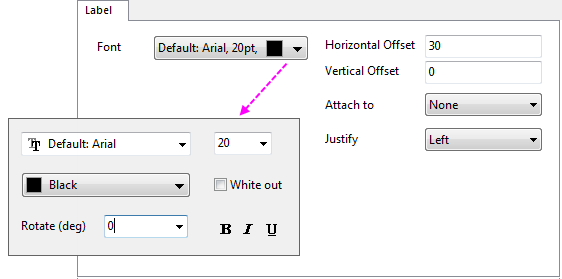 Label
Font
Default: Arial, 20pt,
Horizontal Offset
30
Vertical Offset
0
Attach to
None
Justify
Left
Default: Arial
20
Black
White out
Rotate (deg)
0
B I U